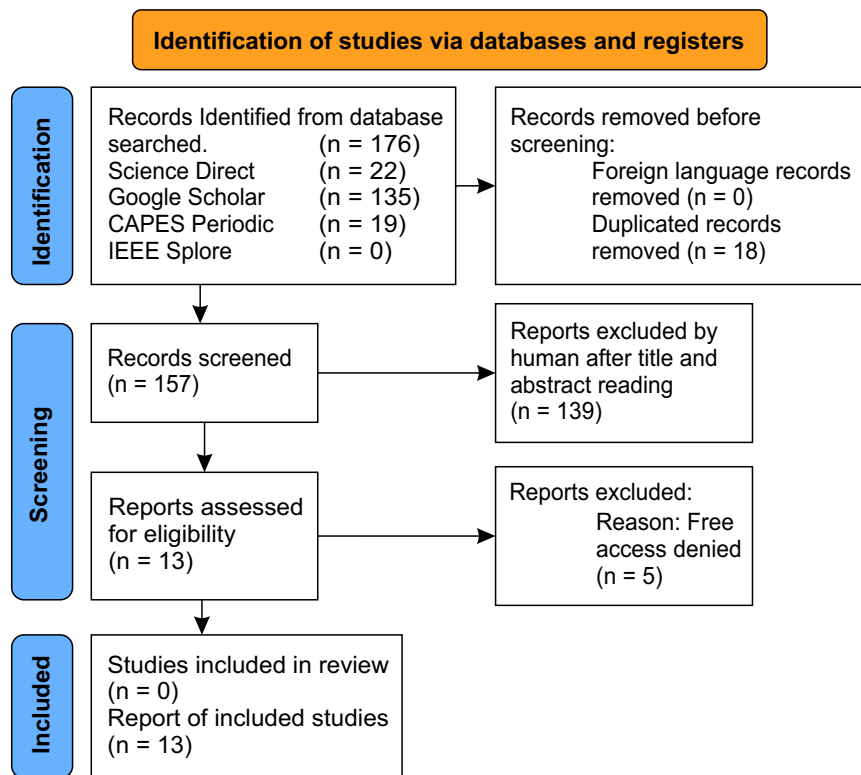 Identification of studies via databases and registers
Identification
Records Identified from database
searched. (n = 176)
Science Direct (n = 22)
Google Scholar (n = 135)
CAPES Periodic (n = 19)
IEEE Splore (n = 0)
Records removed before
screening:
Foreign language records
removed (n = 0)
Duplicated records
removed (n = 18)
Screening
Records screened
(n = 157)
Reports excluded by
human after title and
abstract reading
(n = 139)
Reports assessed
for eligibility
(n = 13)
Reports excluded:
Reason: Free
access denied
(n = 5)
Included
Studies included in review
(n = 0)
Report of included studies
(n = 13)